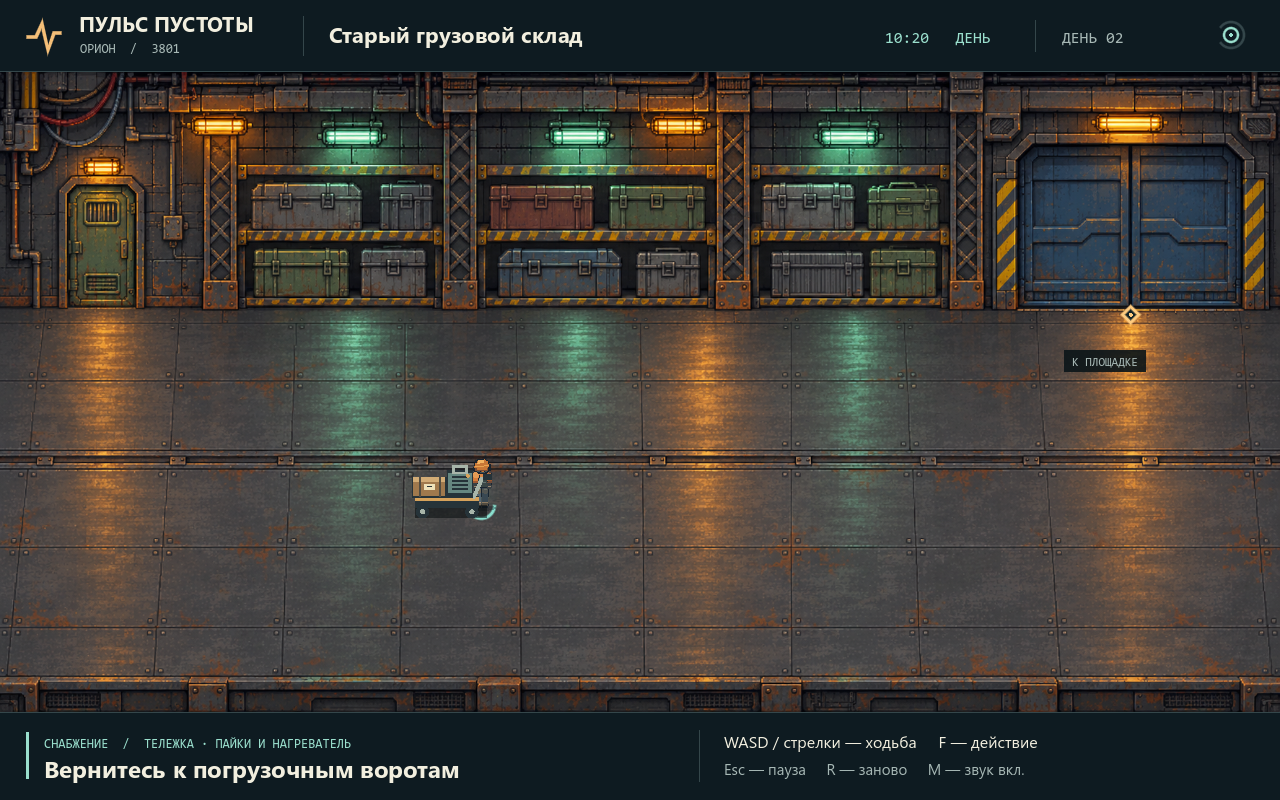 ПУЛЬС ПУСТОТЫ
ОРИОН / 3801
Старый грузовой склад
10:20 ДЕНЬ
ДЕНЬ 02
К ПЛОЩАДКЕ
СНАБЖЕНИЕ / ТЕЛЕЖКА · ПАЙКИ И НАГРЕВАТЕЛЬ
Вернитесь к погрузочным воротам
WASD / стрелки — ходьба F — действие
Esc — пауза R — заново M — звук вкл.